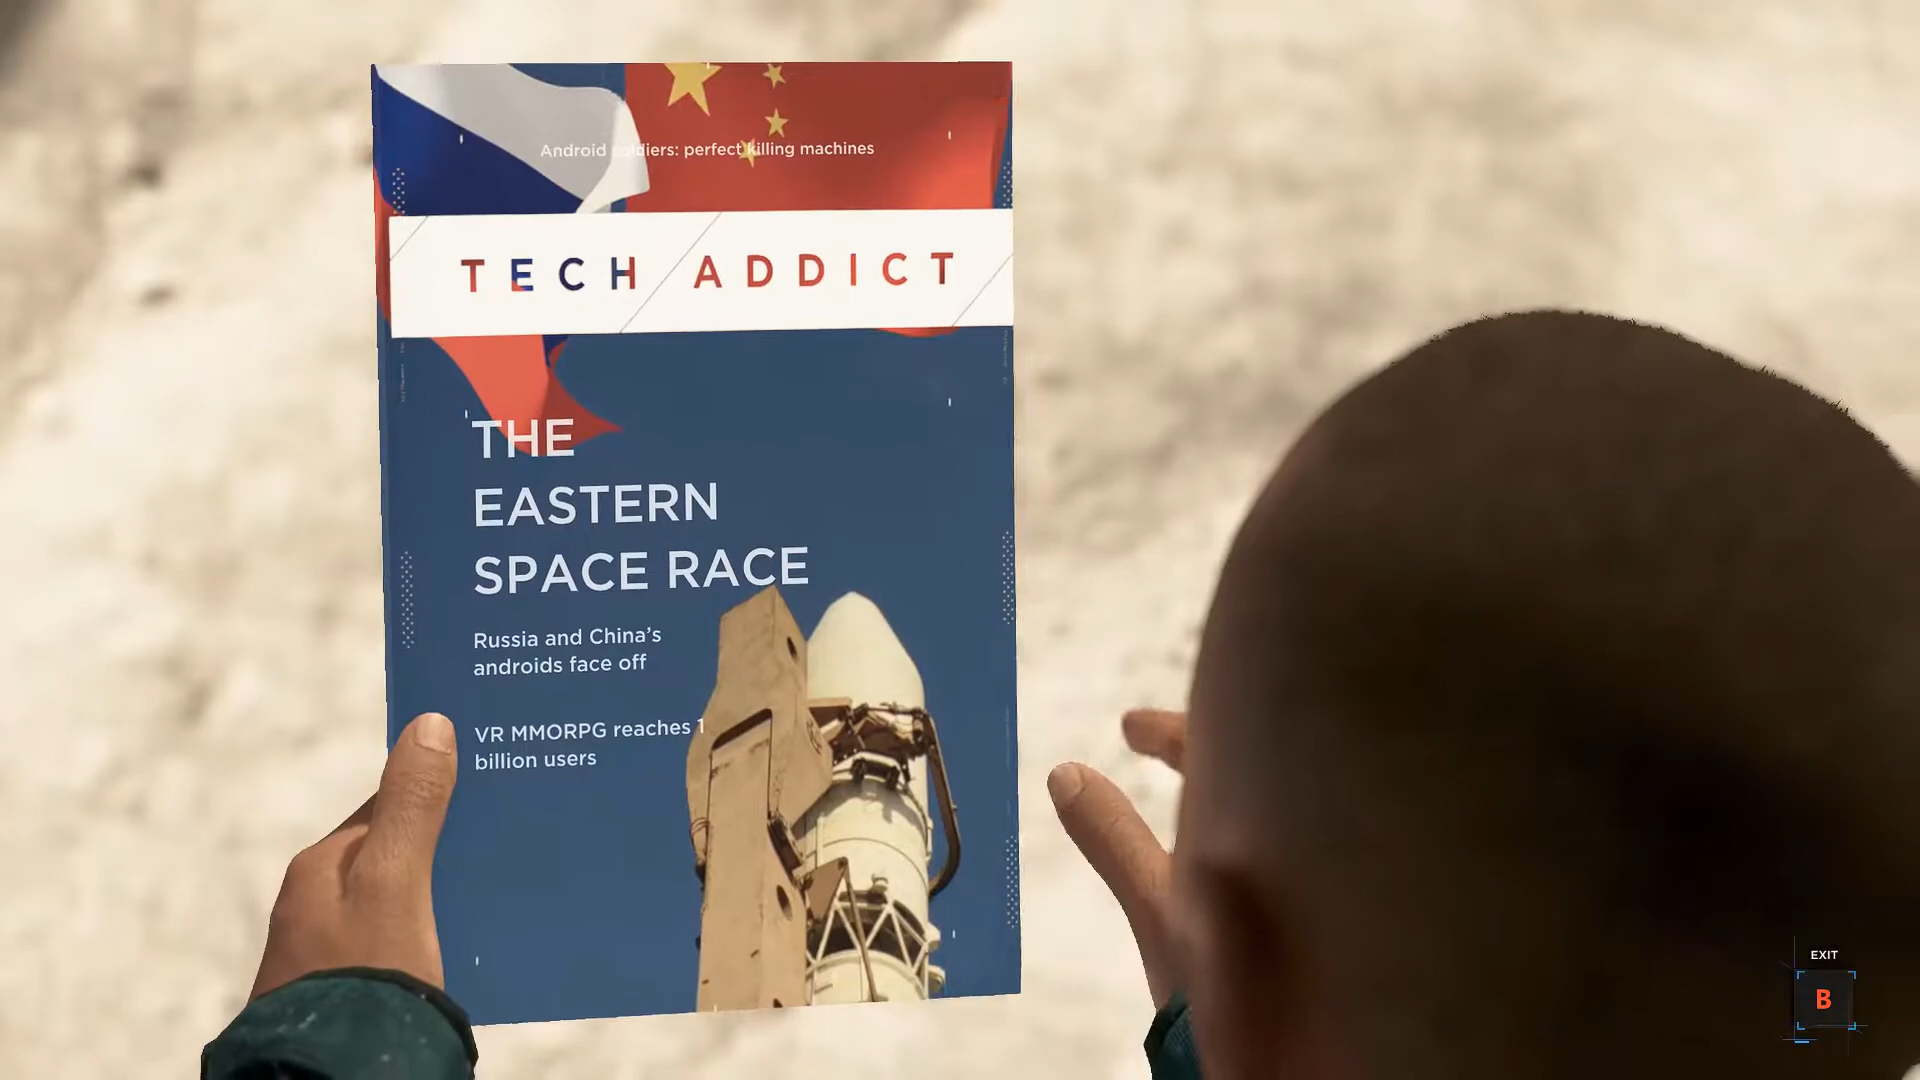 Android soldiers: perfect killing machines
TECH ADDICT
THE
EASTERN
SPACE RACE
Russia and China's
androids face off
VR MMORPG reaches 1
billion users
EXIT
B